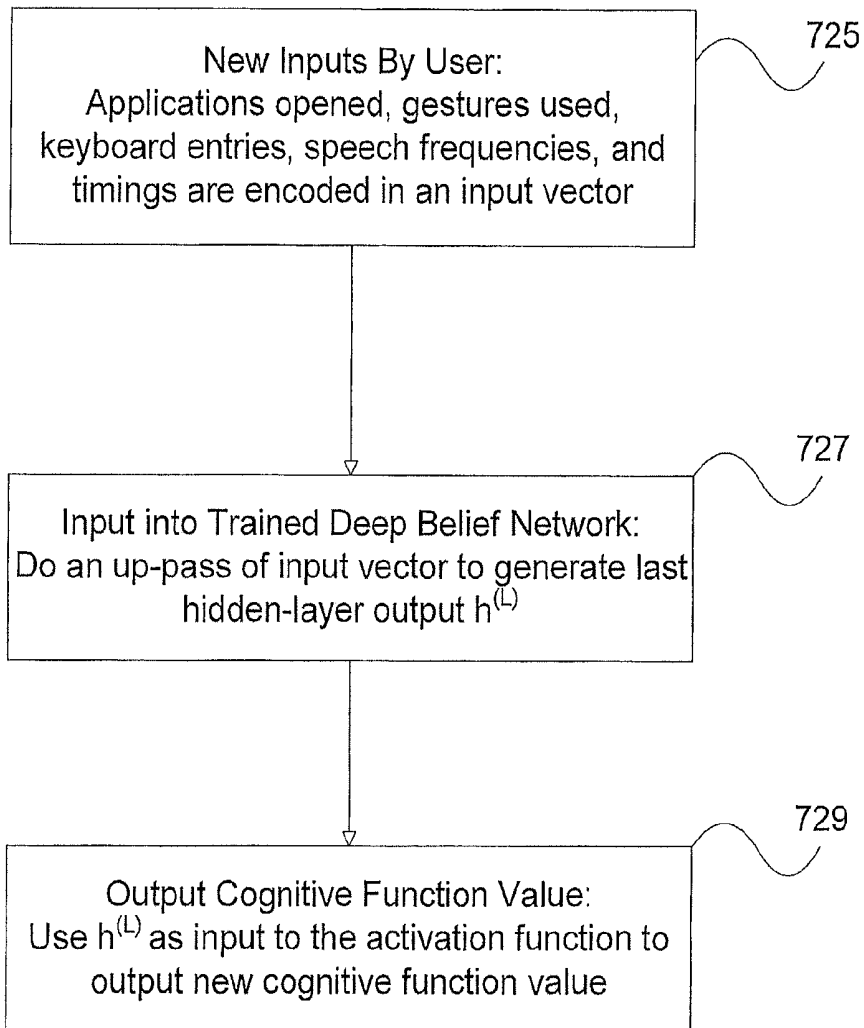 725
New Inputs By User:
Applications opened, gestures used,
keyboard entries, speech frequencies, and
timings are encoded in an input vector
727
Input into Trained Deep Belief Network:
Do an up-pass of input vector to generate last
hidden-layer output h^(L)
729
Output Cognitive Function Value:
Use h^(L) as input to the activation function to
output new cognitive function value